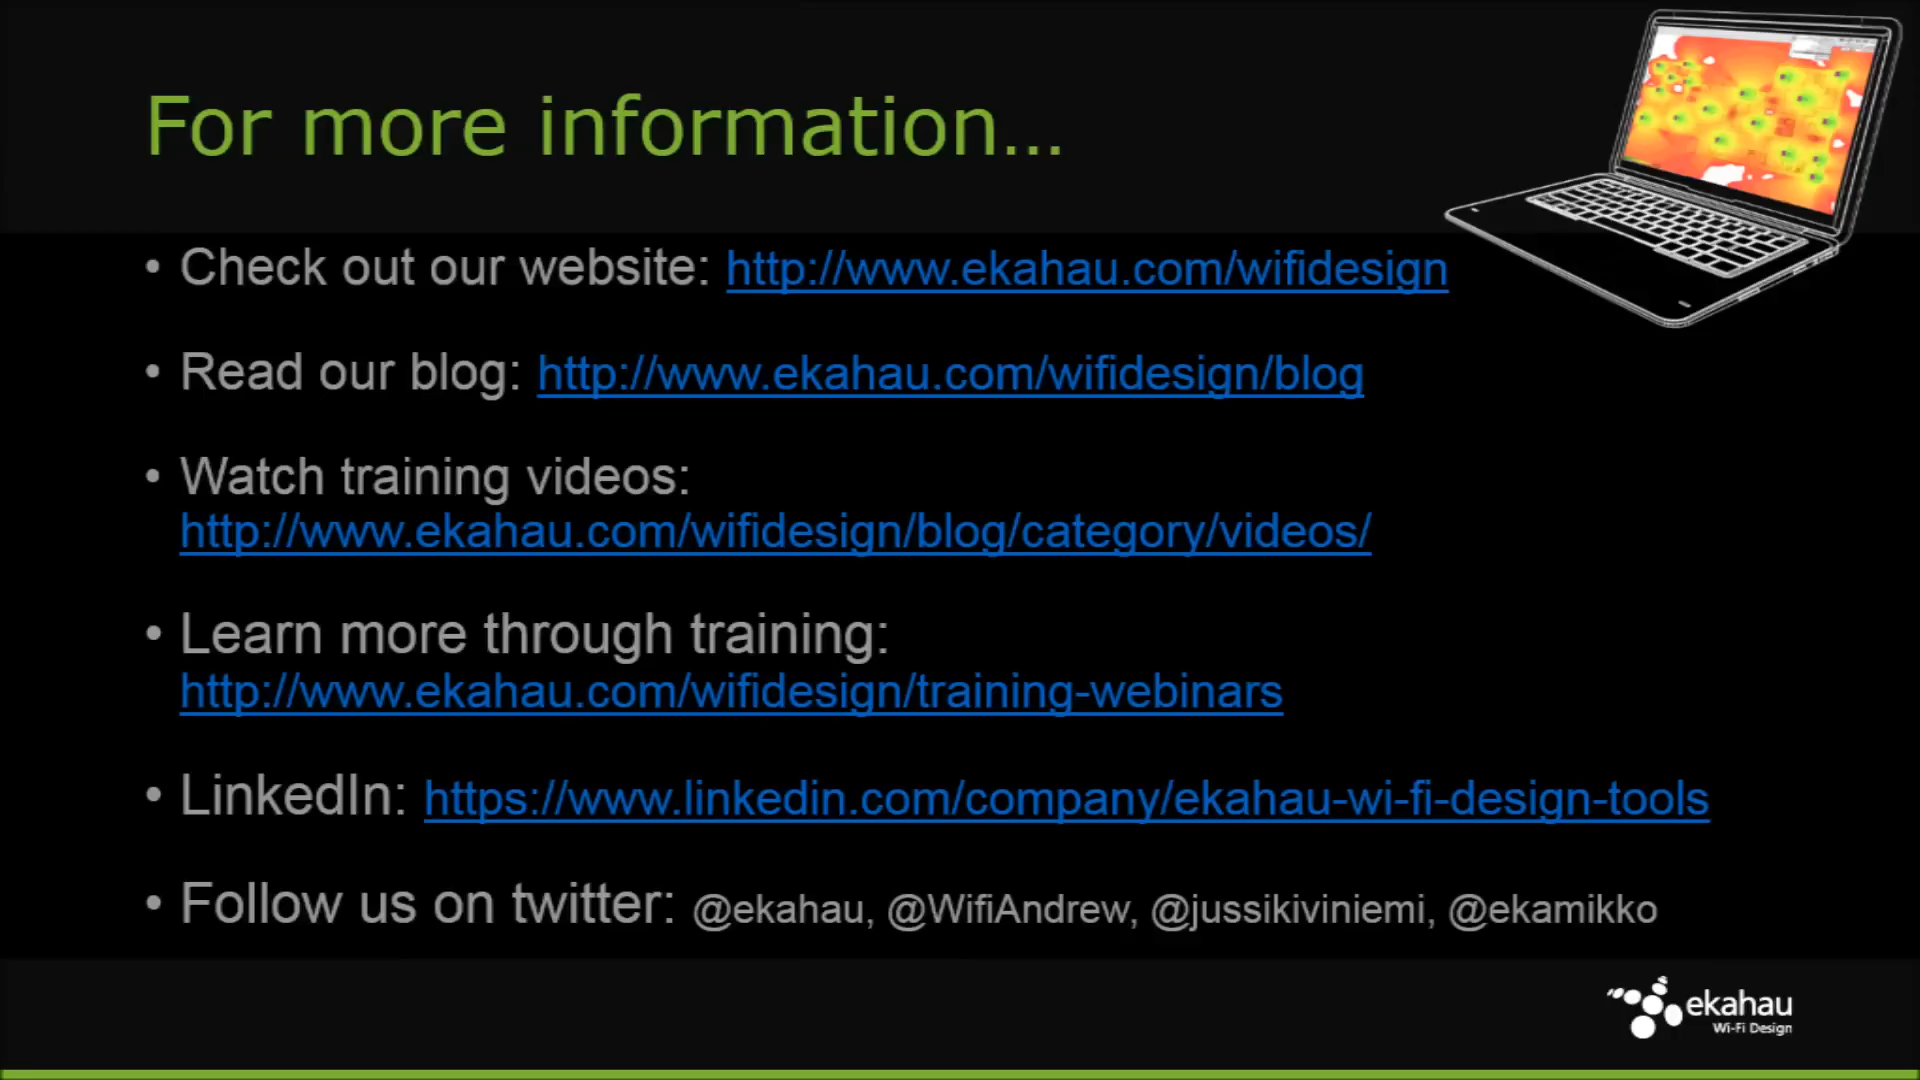 For more information...
• Check out our website: http://www.ekahau.com/wifidesign
• Read our blog: http://www.ekahau.com/wifidesign/blog
• Watch training videos:
http://www.ekahau.com/wifidesign/blog/category/videos/
• Learn more through training:
http://www.ekahau.com/wifidesign/training-webinars
• LinkedIn: https://www.linkedin.com/company/ekahau-wi-fi-design-tools
• Follow us on twitter: @ekahau, @WifiAndrew, @jussikiviniemi, @ekamikko
ekahau
Wi-Fi Design